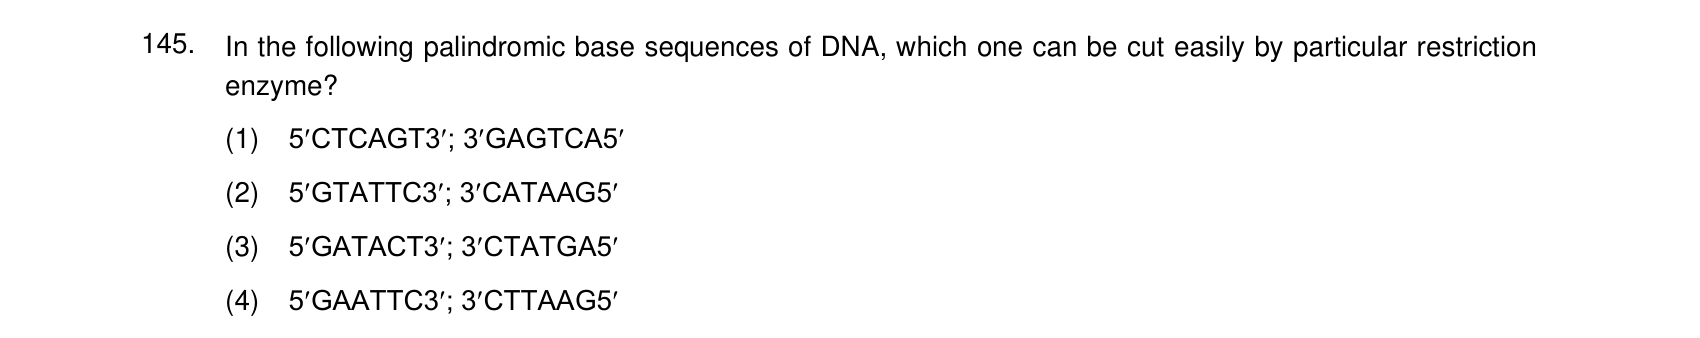 145. In the following palindromic base sequences of DNA, which one can be cut easily by particular restriction
enzyme?
(1) 5′CTCAGT3′; 3′GAGTCA5′
(2) 5′GTATTC3′; 3′CATAAG5′
(3) 5′GATACT3′; 3′CTATGA5′
(4) 5′GAATTC3′; 3′CTTAAG5′